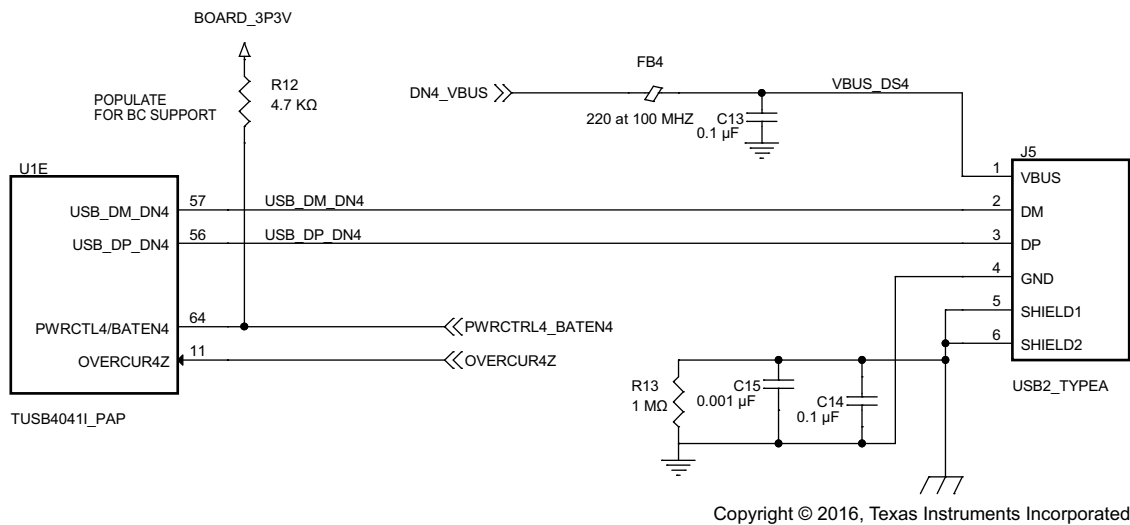 BOARD_3P3V
R12
4.7 KΩ
POPULATE
FOR BC SUPPORT
FB4
DN4_VBUS
220 at 100 MHZ
VBUS_DS4
C13
0.1 µF
J5
U1E
1
VBUS
USB_DM_DN4
57
USB_DM_DN4
2
DM
USB_DP_DN4
56
USB_DP_DN4
3
DP
4
GND
5
SHIELD1
6
SHIELD2
PWRCTL4/BATEN4
64
PWRCTRL4_BATEN4
OVERCUR4Z
11
OVERCUR4Z
R13
1 MΩ
C15
0.001 µF
C14
0.1 µF
USB2_TYPEA
TUSB4041I_PAP
Copyright © 2016, Texas Instruments Incorporated